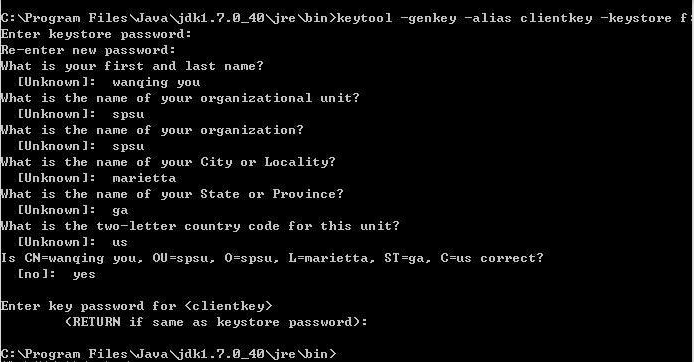 C:\Program Files\Java\jdk1.7.0_40\jre\bin>keytool -genkey -alias clientkey -keystore f:
Enter keystore password:
Re-enter new password:
What is your first and last name?
  [Unknown]:  wanqing you
What is the name of your organizational unit?
  [Unknown]:  spsu
What is the name of your organization?
  [Unknown]:  spsu
What is the name of your City or Locality?
  [Unknown]:  marietta
What is the name of your State or Province?
  [Unknown]:  ga
What is the two-letter country code for this unit?
  [Unknown]:  us
Is CN=wanqing you, OU=spsu, O=spsu, L=marietta, ST=ga, C=us correct?
  [no]:  yes
Enter key password for <clientkey>
        (RETURN if same as keystore password):
C:\Program Files\Java\jdk1.7.0_40\jre\bin>